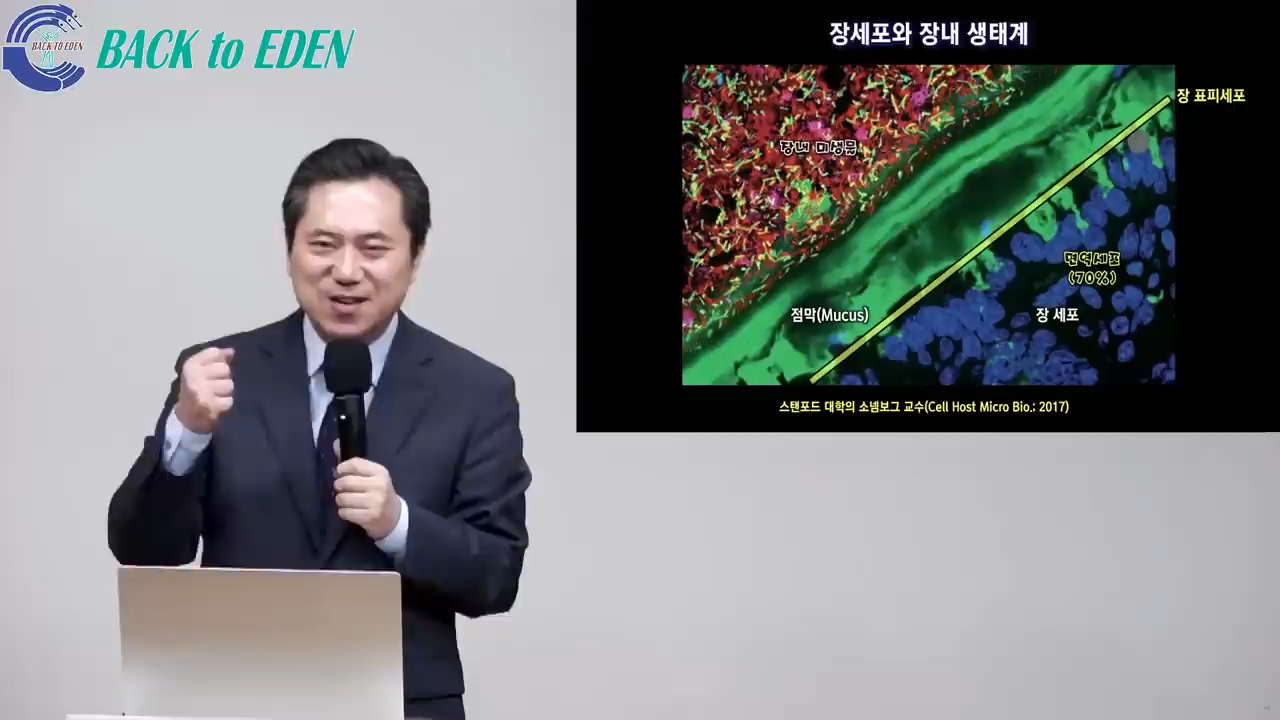 BACK TO EDEN
BACK to EDEN
장세포와 장내 생태계
장 표피세포
장내 미생물
면역세포
(70%)
점막(Mucus)
장 세포
스탠포드 대학의 소넴보그 교수(Cell Host Micro Bio.: 2017)